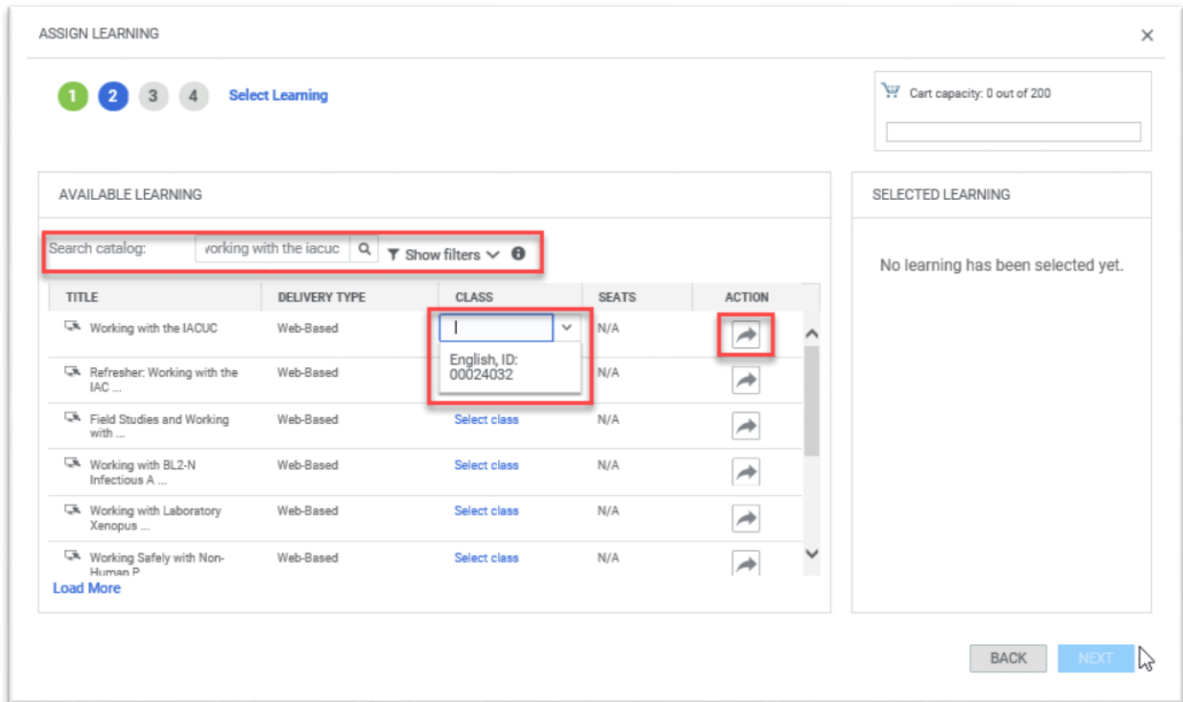 ASSIGN LEARNING
1 2 3 4 Select Learning
Cart capacity: 0 out of 200
AVAILABLE LEARNING
SELECTED LEARNING
Search catalog: working with the iacuc Show filters
No learning has been selected yet.
TITLE DELIVERY TYPE CLASS SEATS ACTION
Working with the IACUC Web-Based N/A
English, ID:
00024032
Refresher: Working with the
IAC ... Web-Based N/A
Field Studies and Working
with ... Web-Based Select class N/A
Working with BL2-N
Infectious A ... Web-Based Select class N/A
Working with Laboratory
Xenopus ... Web-Based Select class N/A
Working Safely with Non-
Human P Web-Based Select class N/A
Load More
BACK NEXT